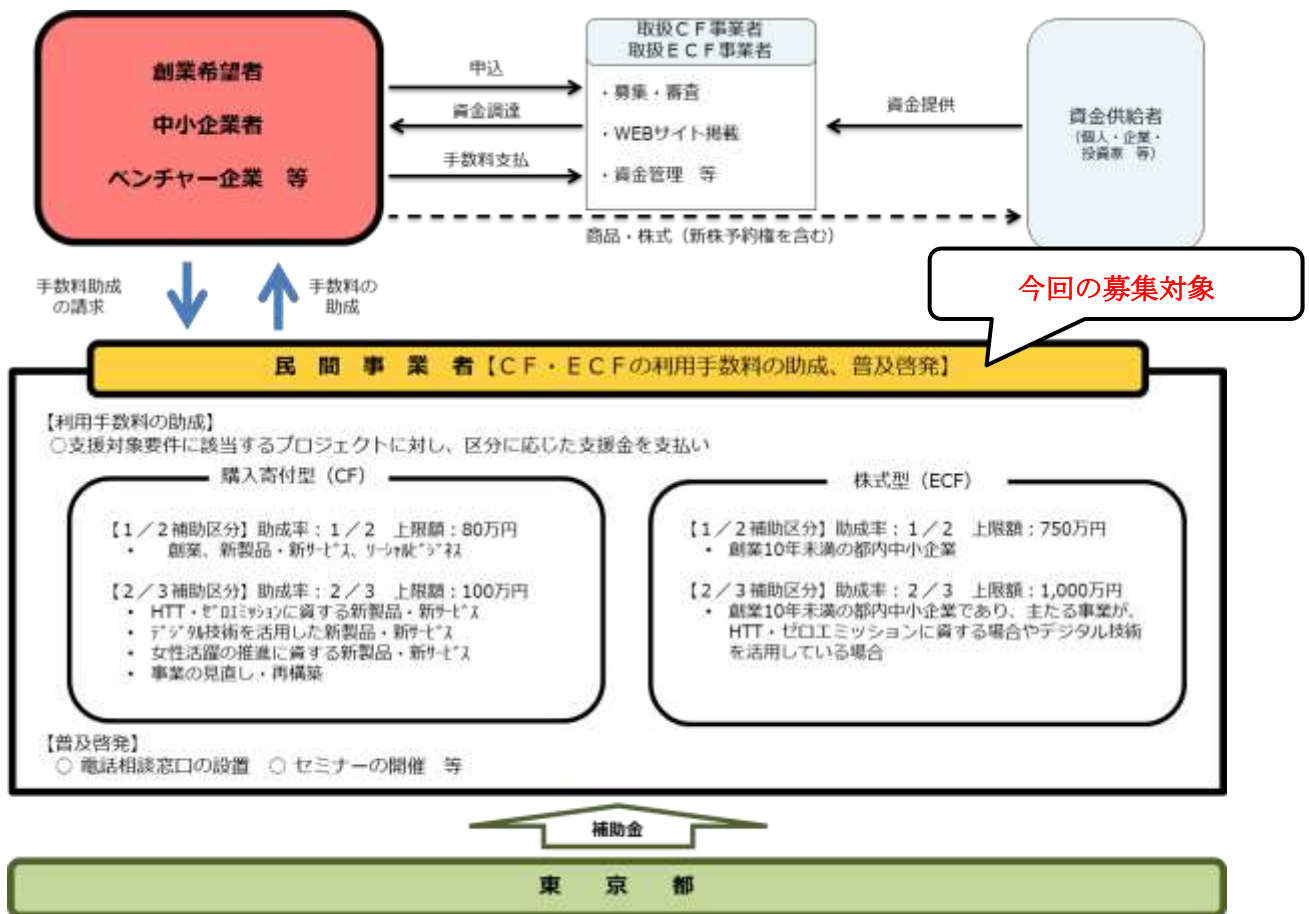 創業希望者
中小企業者
ベンチャー企業 等
申込
資金調達
手数料支払
取扱ＣＦ事業者
取扱ＥＣＦ事業者
・募集・審査
・WEBサイト掲載
・資金管理 等
資金提供
資金供給者
（個人・企業・
投資家 等）
商品・株式（新株予約権を含む）
手数料助成
の請求
手数料の
助成
今回の募集対象
民間事業者【ＣＦ・ＥＣＦの利用手数料の助成、普及啓発】
【利用手数料の助成】
○支援対象要件に該当するプロジェクトに対し、区分に応じた支援金を支払い
購入寄付型（CF）
【１／２補助区分】助成率：１／２ 上限額：80万円
・ 創業、新製品・新ｻｰﾋﾞｽ、ｿｰｼｬﾙﾋﾞｼﾞﾈｽ
【２／３補助区分】助成率：２／３ 上限額：100万円
・ HTT・ｾﾞﾛｴﾐｯｼｮﾝに資する新製品・新ｻｰﾋﾞｽ
・ ﾃﾞｼﾞﾀﾙ技術を活用した新製品・新ｻｰﾋﾞｽ
・ 女性活躍の推進に資する新製品・新ｻｰﾋﾞｽ
・ 事業の見直し・再構築
株式型（ECF）
【１／２補助区分】助成率：１／２ 上限額：750万円
・ 創業10年未満の都内中小企業
【２／３補助区分】助成率：２／３ 上限額：1,000万円
・ 創業10年未満の都内中小企業であり、主たる事業が、
HTT・ゼロエミッションに資する場合やデジタル技術
を活用している場合
【普及啓発】
○ 電話相談窓口の設置 ○ セミナーの開催 等
補助金
東京都